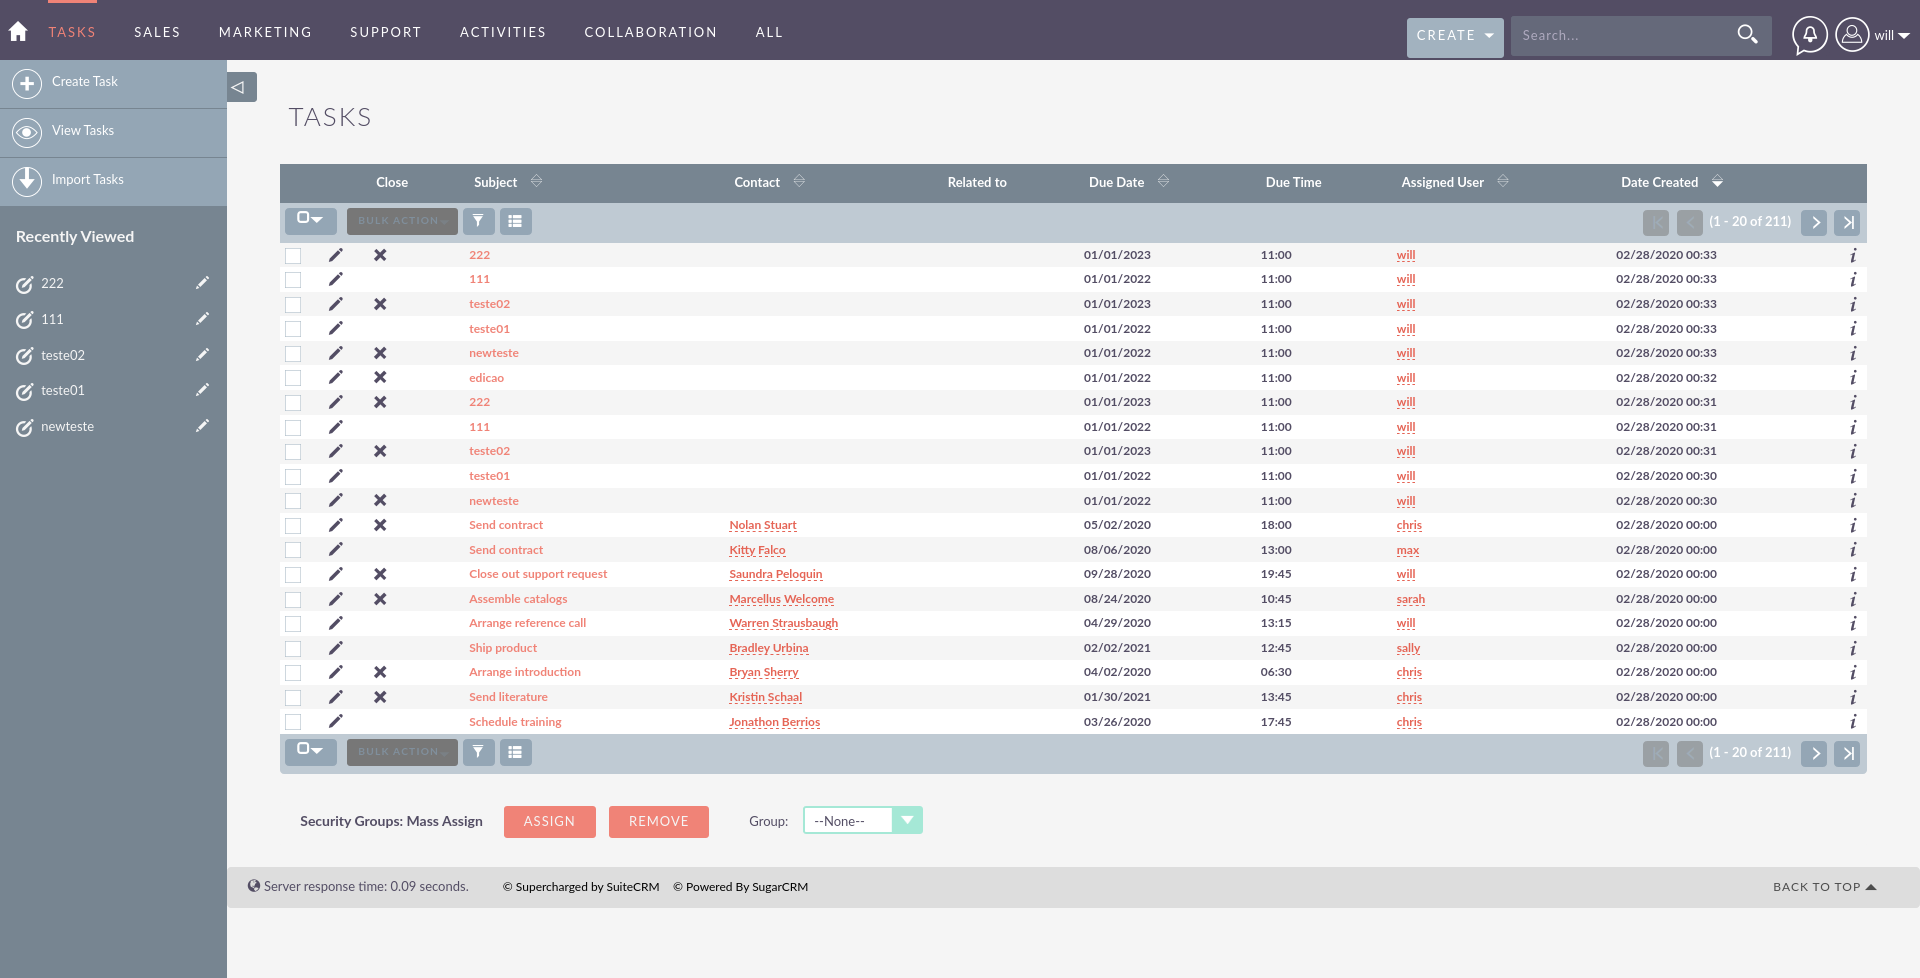 TASKS SALES MARKETING SUPPORT ACTIVITIES COLLABORATION ALL CREATE Search... will
Create Task
View Tasks
Import Tasks
Recently Viewed
222
111
teste02
teste01
newteste
TASKS
Close Subject Contact Related to Due Date Due Time Assigned User Date Created
BULK ACTION (1 - 20 of 211)
222 01/01/2023 11:00 will 02/28/2020 00:33
111 01/01/2022 11:00 will 02/28/2020 00:33
teste02 01/01/2023 11:00 will 02/28/2020 00:33
teste01 01/01/2022 11:00 will 02/28/2020 00:33
newteste 01/01/2022 11:00 will 02/28/2020 00:33
edicao 01/01/2022 11:00 will 02/28/2020 00:32
222 01/01/2023 11:00 will 02/28/2020 00:31
111 01/01/2022 11:00 will 02/28/2020 00:31
teste02 01/01/2023 11:00 will 02/28/2020 00:31
teste01 01/01/2022 11:00 will 02/28/2020 00:30
newteste 01/01/2022 11:00 will 02/28/2020 00:30
Send contract Nolan Stuart 05/02/2020 18:00 chris 02/28/2020 00:00
Send contract Kitty Falco 08/06/2020 13:00 max 02/28/2020 00:00
Close out support request Saundra Peloquin 09/28/2020 19:45 will 02/28/2020 00:00
Assemble catalogs Marcellus Welcome 08/24/2020 10:45 sarah 02/28/2020 00:00
Arrange reference call Warren Strausbaugh 04/29/2020 13:15 will 02/28/2020 00:00
Ship product Bradley Urbina 02/02/2021 12:45 sally 02/28/2020 00:00
Arrange introduction Bryan Sherry 04/02/2020 06:30 chris 02/28/2020 00:00
Send literature Kristin Schaal 01/30/2021 13:45 chris 02/28/2020 00:00
Schedule training Jonathon Berrios 03/26/2020 17:45 chris 02/28/2020 00:00
BULK ACTION (1 - 20 of 211)
Security Groups: Mass Assign ASSIGN REMOVE Group: --None--
Server response time: 0.09 seconds. © Supercharged by SuiteCRM © Powered By SugarCRM BACK TO TOP